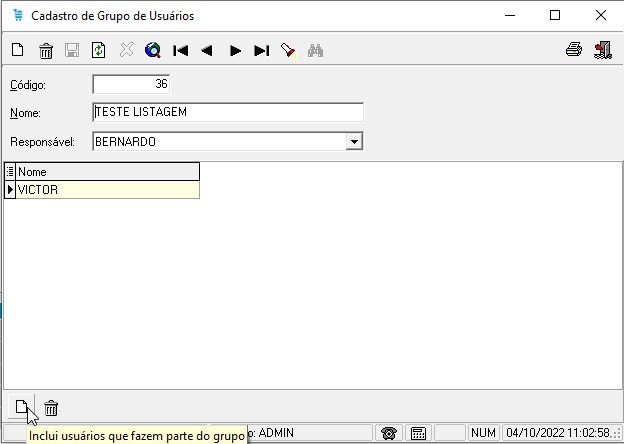 Cadastro de Grupo de Usuários
Código: 36
Nome: TESTE LISTAGEM
Responsável: BERNARDO
Nome
VICTOR
Inclui usuários que fazem parte do grupo
o: ADMIN NUM 04/10/2022 11:02:58